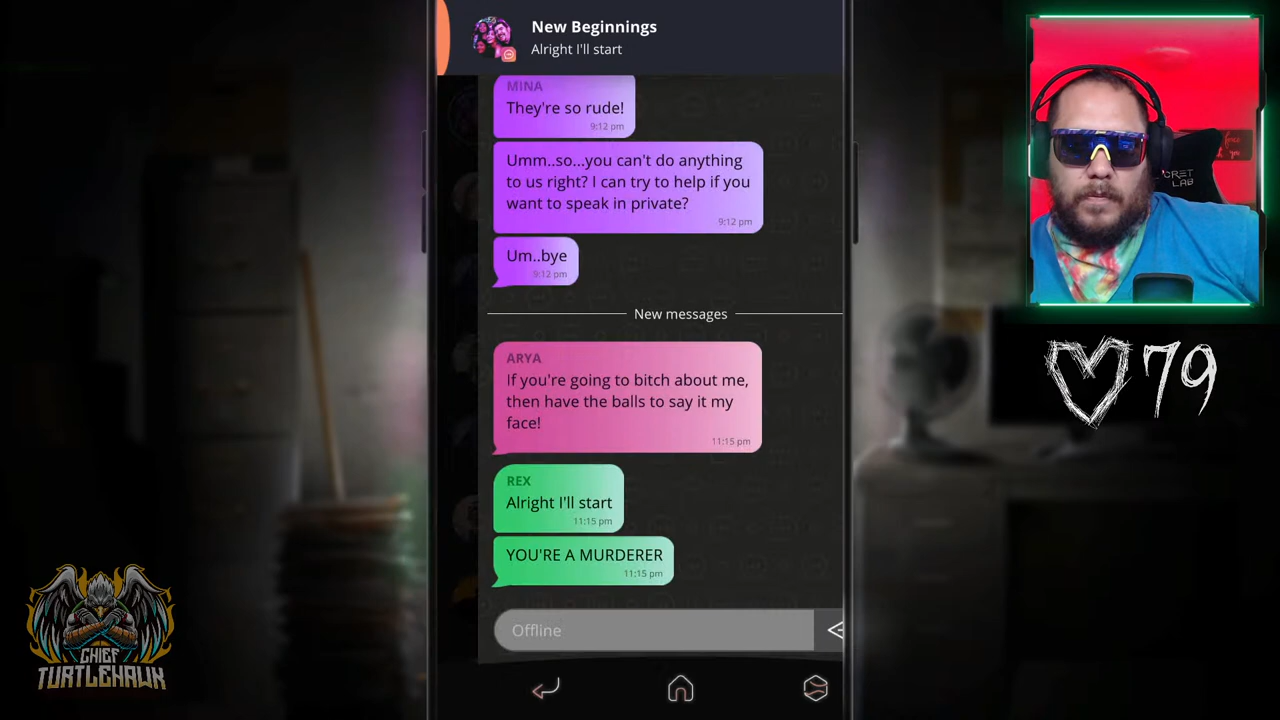 New Beginnings
Alright I'll start
MINA
They're so rude!
9:12 pm
Umm..so...you can't do anything
to us right? I can try to help if you
want to speak in private?
9:12 pm
Um..bye
9:12 pm
New messages
ARYA
If you're going to bitch about me,
then have the balls to say it my
face!
11:15 pm
REX
Alright I'll start
11:15 pm
YOU'RE A MURDERER
11:15 pm
Offline
CRET
LAB
79
CHIEF
TURTLEHAWK